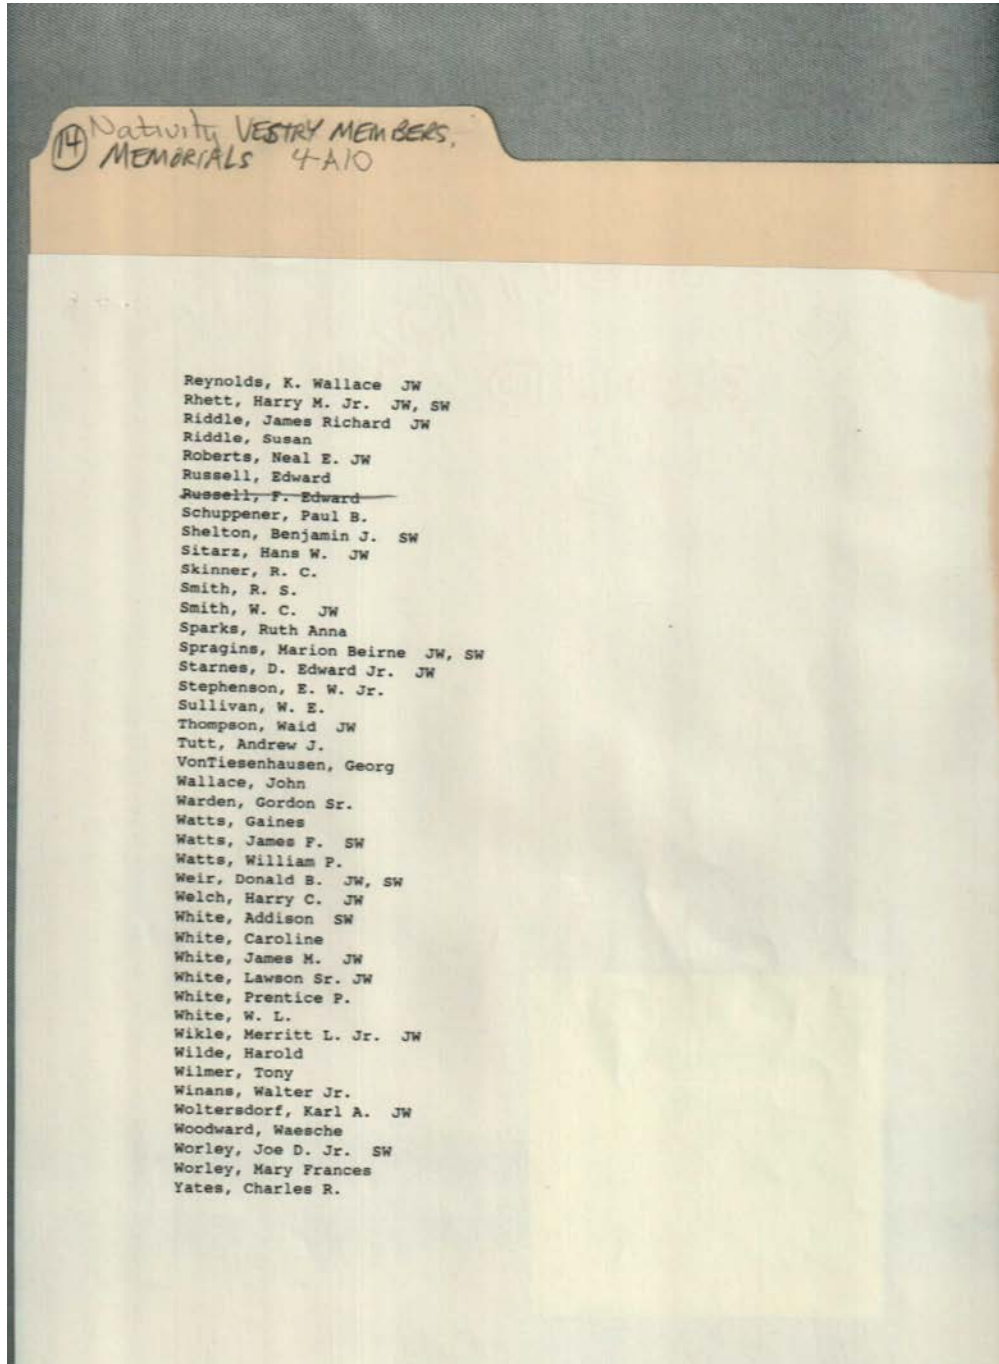 14 Nativity VESTRY MEMBERS,
MEMORIALS 4-A10
Reynolds, K. Wallace JW
Rhett, Harry M. Jr. JW, SW
Riddle, James Richard JW
Riddle, Susan
Roberts, Neal E. JW
Russell, Edward
Russell, F. Edward
Schuppener, Paul B.
Shelton, Benjamin J. SW
Sitarz, Hans W. JW
Skinner, R. C.
Smith, R. S.
Smith, W. C. JW
Sparks, Ruth Anna
Spragins, Marion Beirne JW, SW
Starnes, D. Edward Jr. JW
Stephenson, E. W. Jr.
Sullivan, W. E.
Thompson, Waid JW
Tutt, Andrew J.
VonTiesenhausen, Georg
Wallace, John
Warden, Gordon Sr.
Watts, Gaines
Watts, James F. SW
Watts, William P.
Weir, Donald B. JW, SW
Welch, Harry C. JW
White, Addison SW
White, Caroline
White, James M. JW
White, Lawson Sr. JW
White, Prentice P.
White, W. L.
Wikle, Merritt L. Jr. JW
Wilde, Harold
Wilmer, Tony
Winans, Walter Jr.
Woltersdorf, Karl A. JW
Woodward, Waesche
Worley, Joe D. Jr. SW
Worley, Mary Frances
Yates, Charles R.